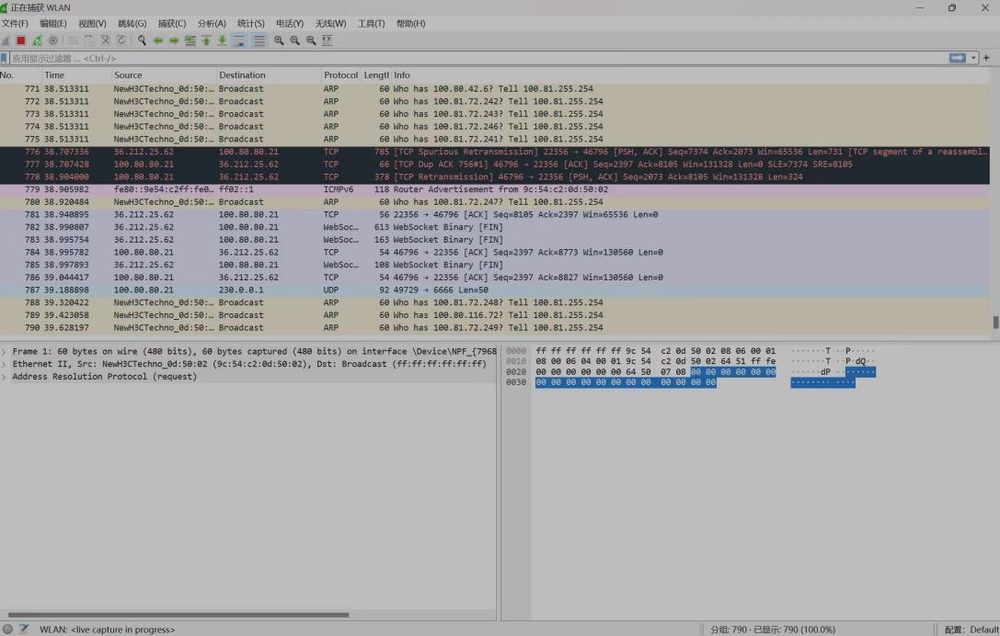 正在捕获 WLAN
文件(F) 编辑(E) 视图(V) 跳转(G) 捕获(C) 分析(A) 统计(S) 电话(Y) 无线(W) 工具(T) 帮助(H)
应用显示过滤器 … <Ctrl-/>
No. Time Source Destination Protocol Lengtl Info
771 38.513311 NewH3CTechno_0d:50:… Broadcast ARP 60 Who has 100.80.42.6? Tell 100.81.255.254
772 38.513311 NewH3CTechno_0d:50:… Broadcast ARP 60 Who has 100.81.72.242? Tell 100.81.255.254
773 38.513311 NewH3CTechno_0d:50:… Broadcast ARP 60 Who has 100.81.72.243? Tell 100.81.255.254
774 38.513311 NewH3CTechno_0d:50:… Broadcast ARP 60 Who has 100.81.72.246? Tell 100.81.255.254
775 38.513311 NewH3CTechno_0d:50:… Broadcast ARP 60 Who has 100.81.72.241? Tell 100.81.255.254
776 38.707336 36.212.25.62 100.80.80.21 TCP 785 [TCP Spurious Retransmission] 22356 → 46796 [PSH, ACK] Seq=7374 Ack=2073 Win=65536 Len=731 [TCP segment of a reassembl…
777 38.707428 100.80.80.21 36.212.25.62 TCP 66 [TCP Dup ACK 756#1] 46796 → 22356 [ACK] Seq=2397 Ack=8105 Win=131328 Len=0 SLE=7374 SRE=8105
778 38.904000 100.80.80.21 36.212.25.62 TCP 378 [TCP Retransmission] 46796 → 22356 [PSH, ACK] Seq=2073 Ack=8105 Win=131328 Len=324
779 38.905982 fe80::9e54:c2ff:fe0… ff02::1 ICMPv6 118 Router Advertisement from 9c:54:c2:0d:50:02
780 38.920484 NewH3CTechno_0d:50:… Broadcast ARP 60 Who has 100.81.72.247? Tell 100.81.255.254
781 38.940895 36.212.25.62 100.80.80.21 TCP 56 22356 → 46796 [ACK] Seq=8105 Ack=2397 Win=65536 Len=0
782 38.990807 36.212.25.62 100.80.80.21 WebSoc… 613 WebSocket Binary [FIN]
783 38.995754 36.212.25.62 100.80.80.21 WebSoc… 163 WebSocket Binary [FIN]
784 38.995782 100.80.80.21 36.212.25.62 TCP 54 46796 → 22356 [ACK] Seq=2397 Ack=8773 Win=130560 Len=0
785 38.997893 36.212.25.62 100.80.80.21 WebSoc… 108 WebSocket Binary [FIN]
786 39.044417 100.80.80.21 36.212.25.62 TCP 54 46796 → 22356 [ACK] Seq=2397 Ack=8827 Win=130560 Len=0
787 39.188898 100.80.80.21 230.0.0.1 UDP 92 49729 → 6666 Len=50
788 39.320422 NewH3CTechno_0d:50:… Broadcast ARP 60 Who has 100.81.72.248? Tell 100.81.255.254
789 39.423058 NewH3CTechno_0d:50:… Broadcast ARP 60 Who has 100.80.116.72? Tell 100.81.255.254
790 39.628197 NewH3CTechno_0d:50:… Broadcast ARP 60 Who has 100.81.72.249? Tell 100.81.255.254
Frame 1: 60 bytes on wire (480 bits), 60 bytes captured (480 bits) on interface \Device\NPF_{7968
Ethernet II, Src: NewH3CTechno_0d:50:02 (9c:54:c2:0d:50:02), Dst: Broadcast (ff:ff:ff:ff:ff:ff)
Address Resolution Protocol (request)
0000 ff ff ff ff ff ff 9c 54 c2 0d 50 02 08 06 00 01 ·······T ··P·····
0010 08 00 06 04 00 01 9c 54 c2 0d 50 02 64 51 ff fe ·······T ··P·dQ··
0020 00 00 00 00 00 00 64 50 07 08 00 00 00 00 00 00 ······dP ········
0030 00 00 00 00 00 00 00 00 00 00 00 00 ········ ····
WLAN: <live capture in progress>
分组: 790 · 已显示: 790 (100.0%)
配置: Default